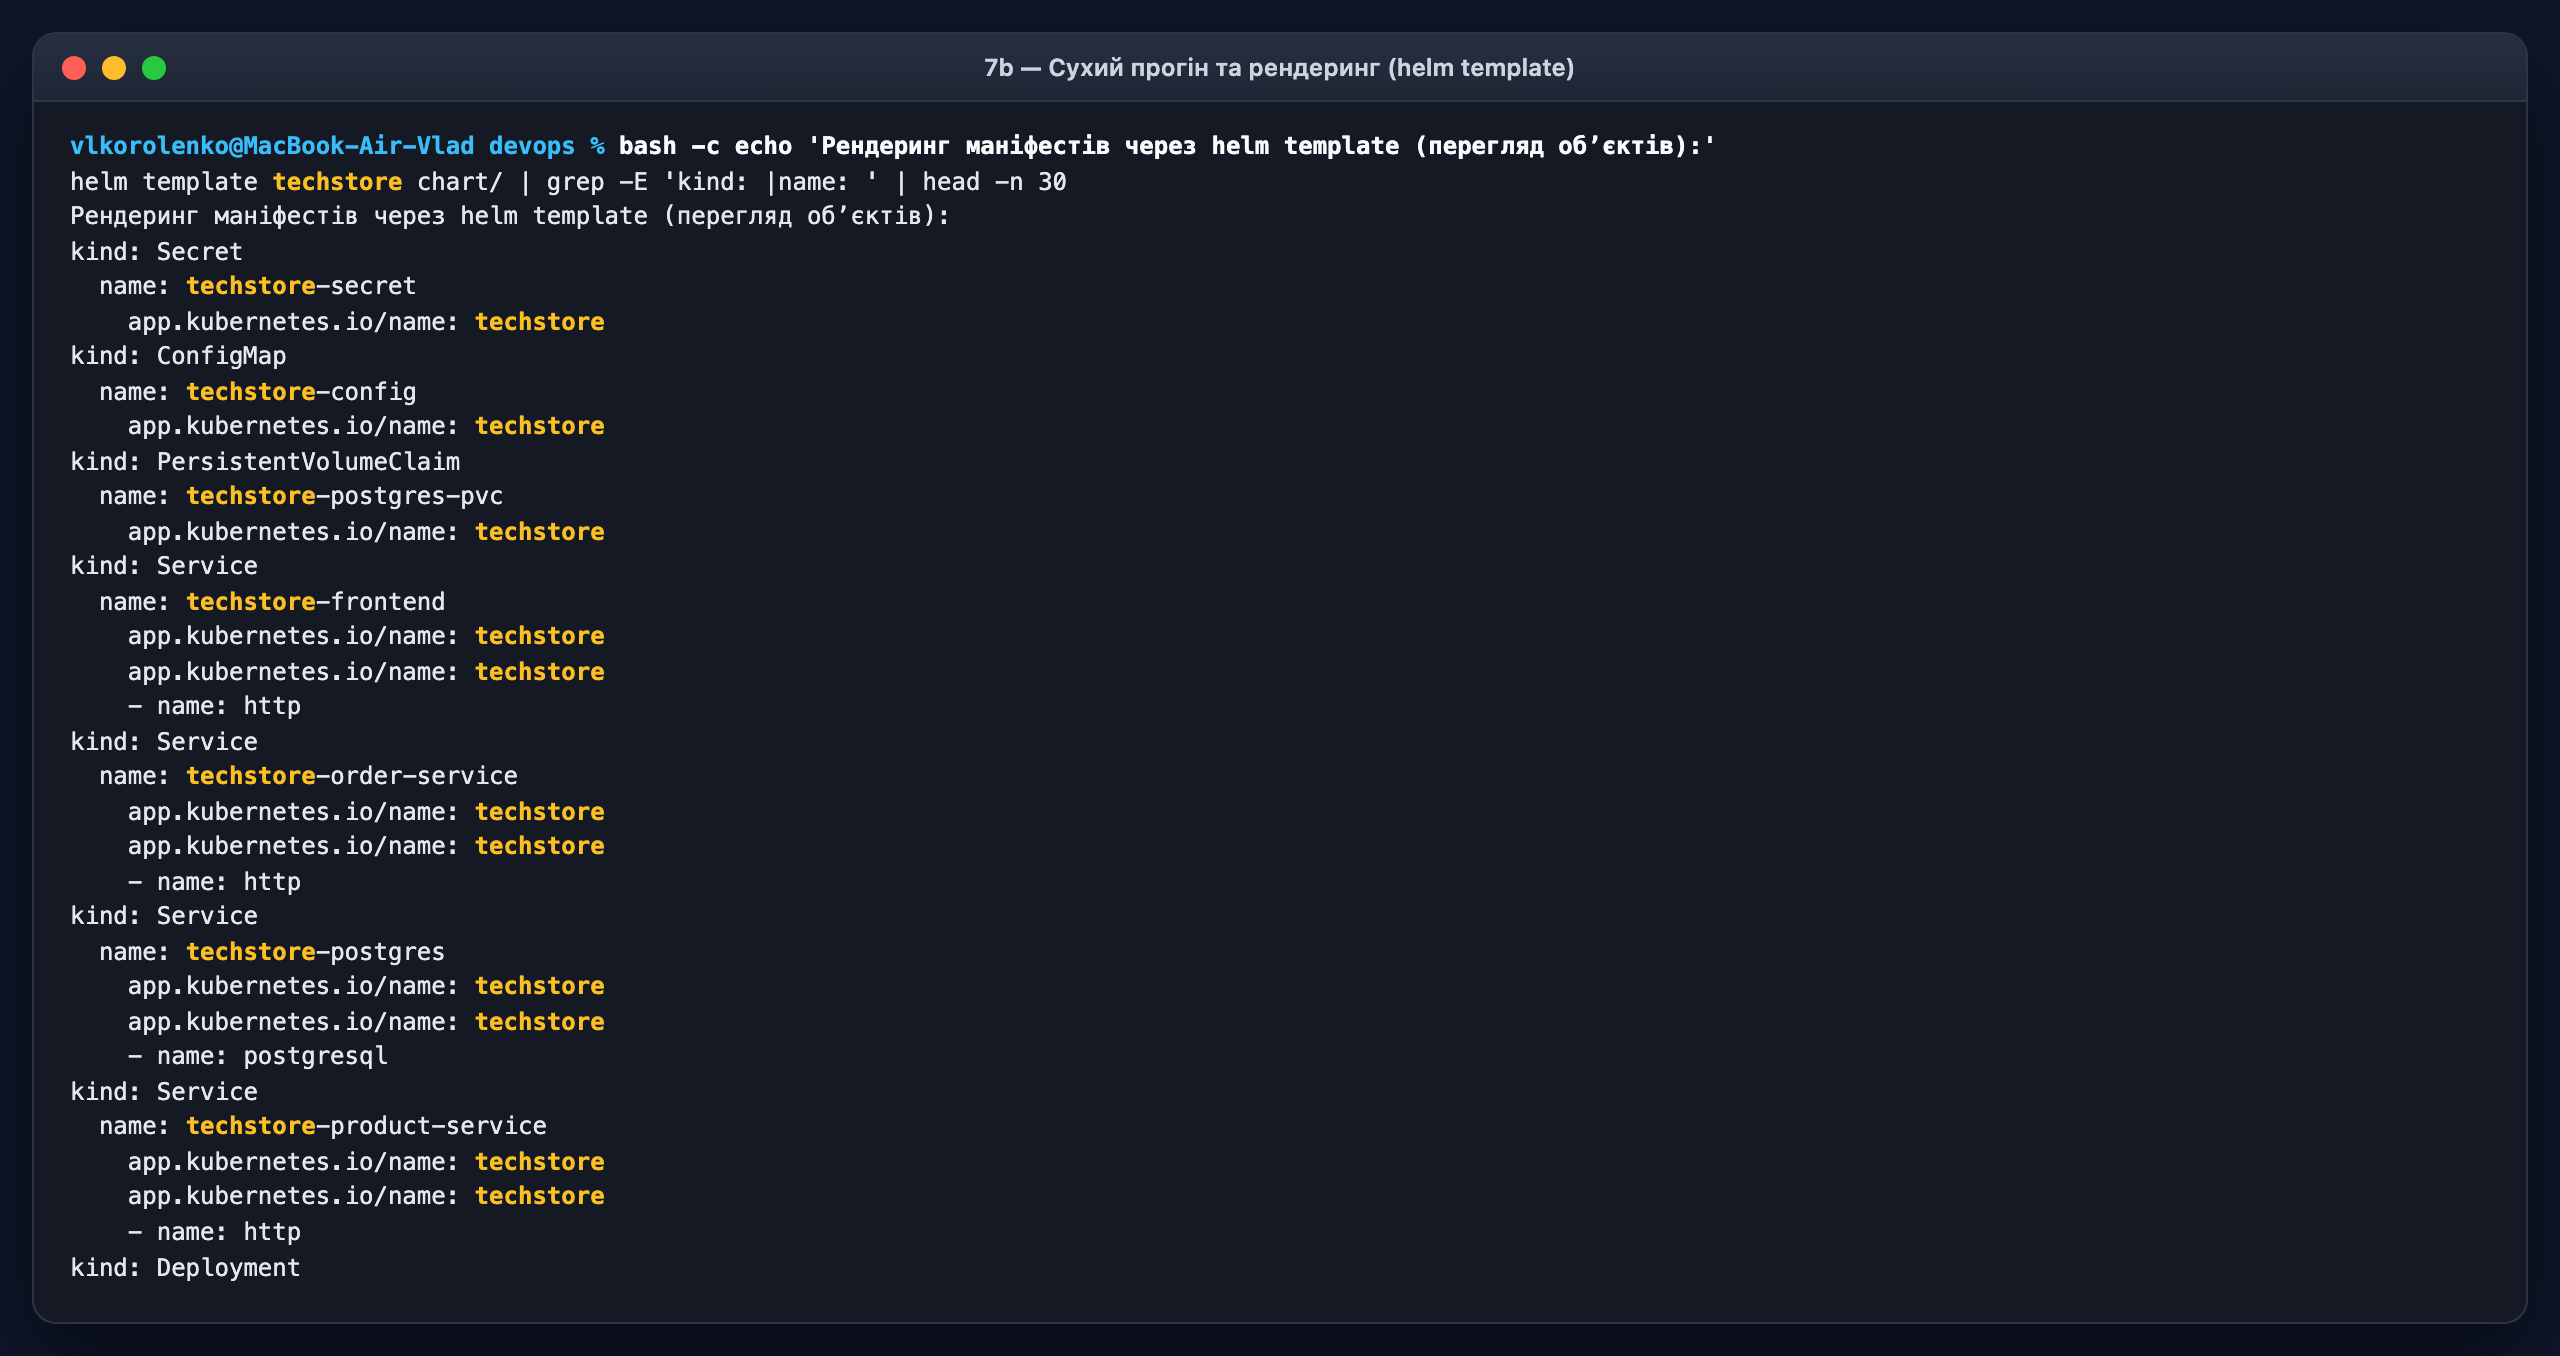 7b — Сухий прогін та рендеринг (helm template)
vlkorolenko@MacBook-Air-Vlad devops % bash -c echo 'Рендеринг маніфестів через helm template (перегляд об’єктів):'
helm template techstore chart/ | grep -E 'kind: |name: ' | head -n 30
Рендеринг маніфестів через helm template (перегляд об’єктів):
kind: Secret
  name: techstore-secret
    app.kubernetes.io/name: techstore
kind: ConfigMap
  name: techstore-config
    app.kubernetes.io/name: techstore
kind: PersistentVolumeClaim
  name: techstore-postgres-pvc
    app.kubernetes.io/name: techstore
kind: Service
  name: techstore-frontend
    app.kubernetes.io/name: techstore
    app.kubernetes.io/name: techstore
    - name: http
kind: Service
  name: techstore-order-service
    app.kubernetes.io/name: techstore
    app.kubernetes.io/name: techstore
    - name: http
kind: Service
  name: techstore-postgres
    app.kubernetes.io/name: techstore
    app.kubernetes.io/name: techstore
    - name: postgresql
kind: Service
  name: techstore-product-service
    app.kubernetes.io/name: techstore
    app.kubernetes.io/name: techstore
    - name: http
kind: Deployment